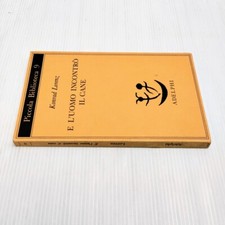 Piccola Biblioteca 9
Konrad Lorenz
E L'UOMO INCONTRÒ
IL CANE
ADELPHI